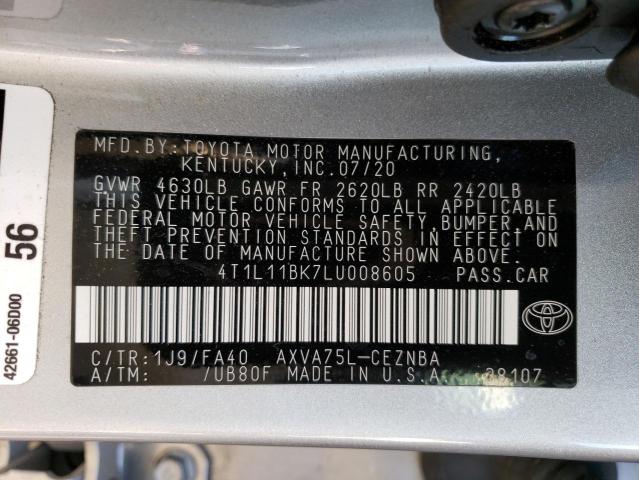 MFD.BY:TOYOTA MOTOR MANUFACTURING,
KENTUCKY,INC.07/20
GVWR 4630LB GAWR FR 2620LB RR 2420LB
THIS VEHICLE CONFORMS TO ALL APPLICABLE
FEDERAL MOTOR VEHICLE SAFETY,BUMPER,AND
THEFT PREVENTION STANDARDS IN EFFECT ON
THE DATE OF MANUFACTURE SHOWN ABOVE.
4T1L11BK7LU008605 PASS.CAR
C/TR:1J9/FA40 AXVA75L-CEZNBA
A/TM: /UB80F MADE IN U.S.A.
42661-06D00
56